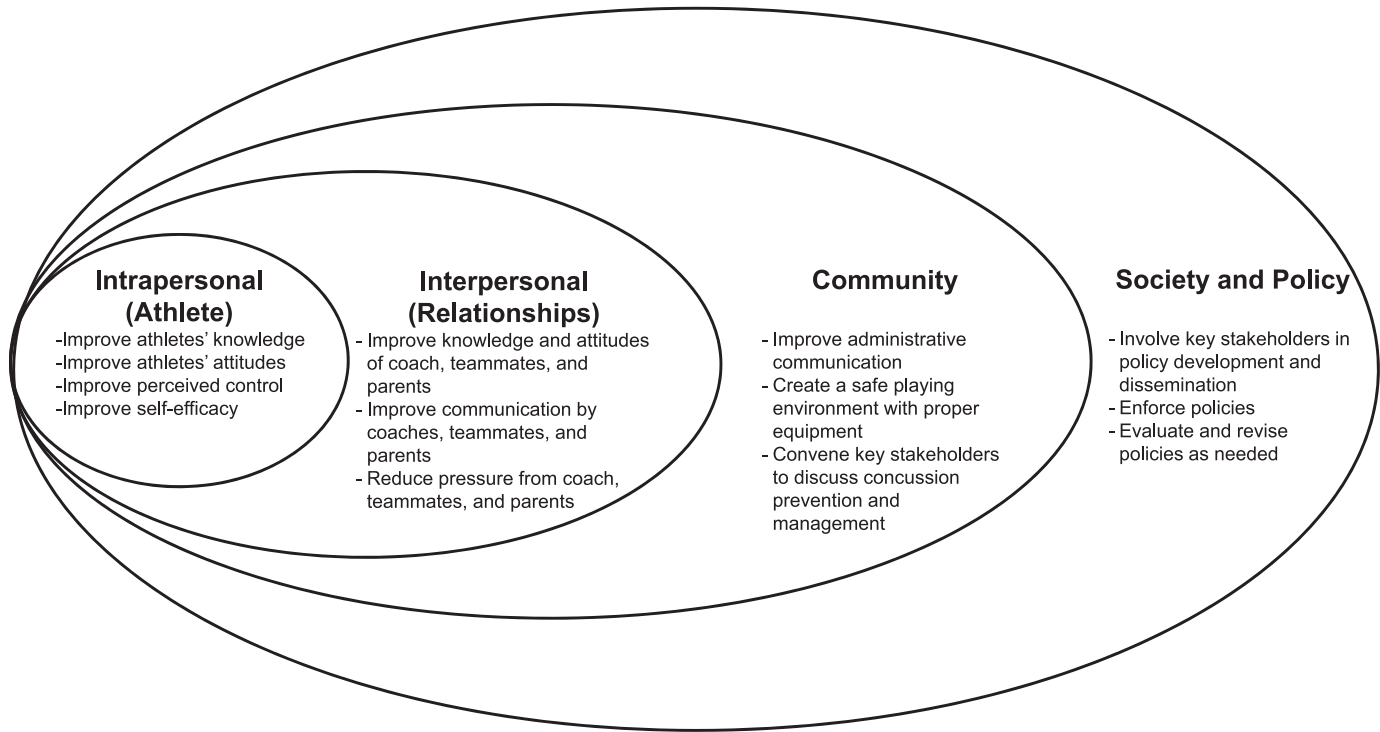 Intrapersonal
(Athlete)
-Improve athletes' knowledge
-Improve athletes' attitudes
-Improve perceived control
-Improve self-efficacy
Interpersonal
(Relationships)
- Improve knowledge and attitudes
of coach, teammates, and
parents
- Improve communication by
coaches, teammates, and
parents
- Reduce pressure from coach,
teammates, and parents
Community
- Improve administrative
communication
- Create a safe playing
environment with proper
equipment
- Convene key stakeholders
to discuss concussion
prevention and
management
Society and Policy
- Involve key stakeholders in
policy development and
dissemination
- Enforce policies
- Evaluate and revise
policies as needed